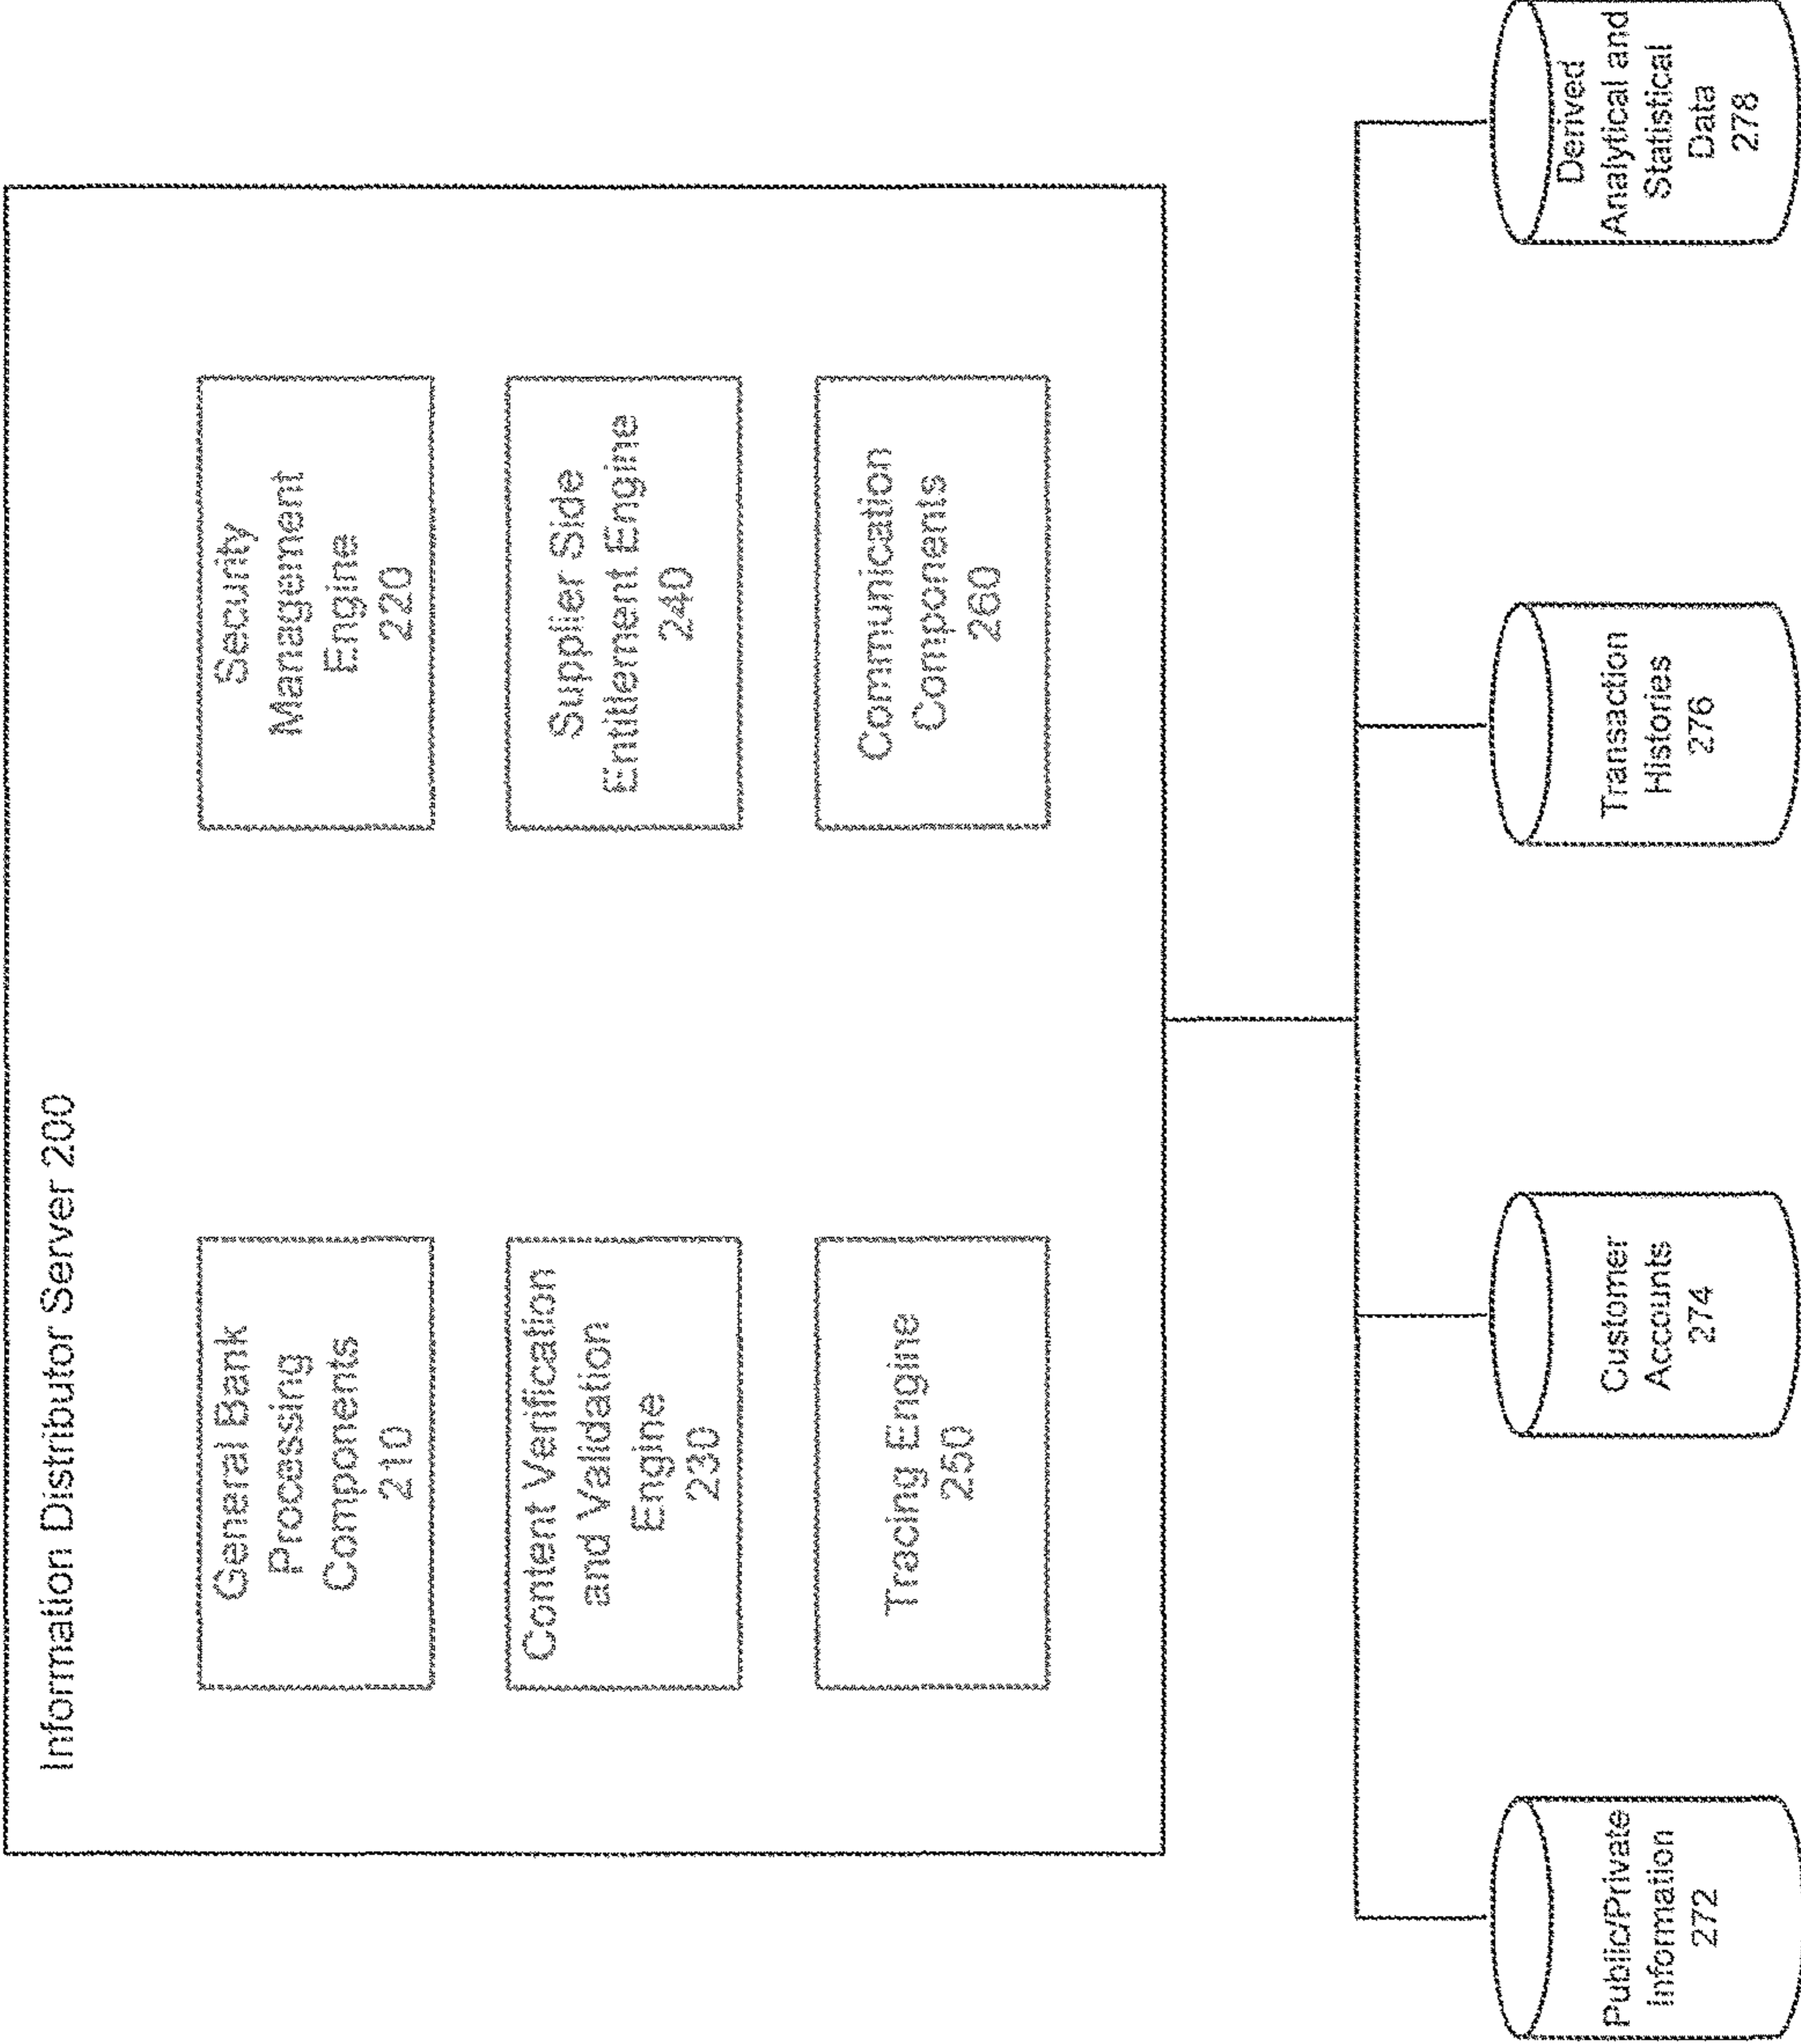 Information Distributor Server 200
General Bank
Processing
Components
210
Security
Management
Engine
220
Content Verification
and Validation
Engine
230
Supplier Side
Entitlement Engine
240
Tracing Engine
250
Communication
Components
260
Public/Private
Information
272
Customer
Accounts
274
Transaction
Histories
276
Derived
Analytical and
Statistical
Data
278